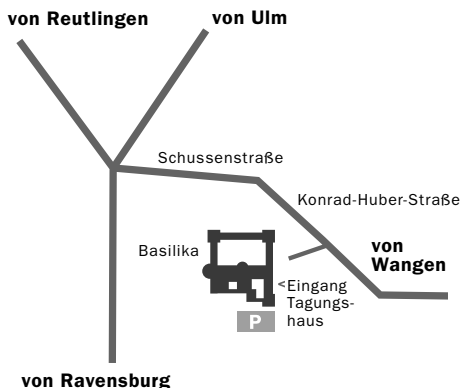 von Reutlingen
von Ulm
Schussenstraße
Konrad-Huber-Straße
Basilika
von
Wangen
<Eingang
Tagungs-
haus
P
von Ravensburg